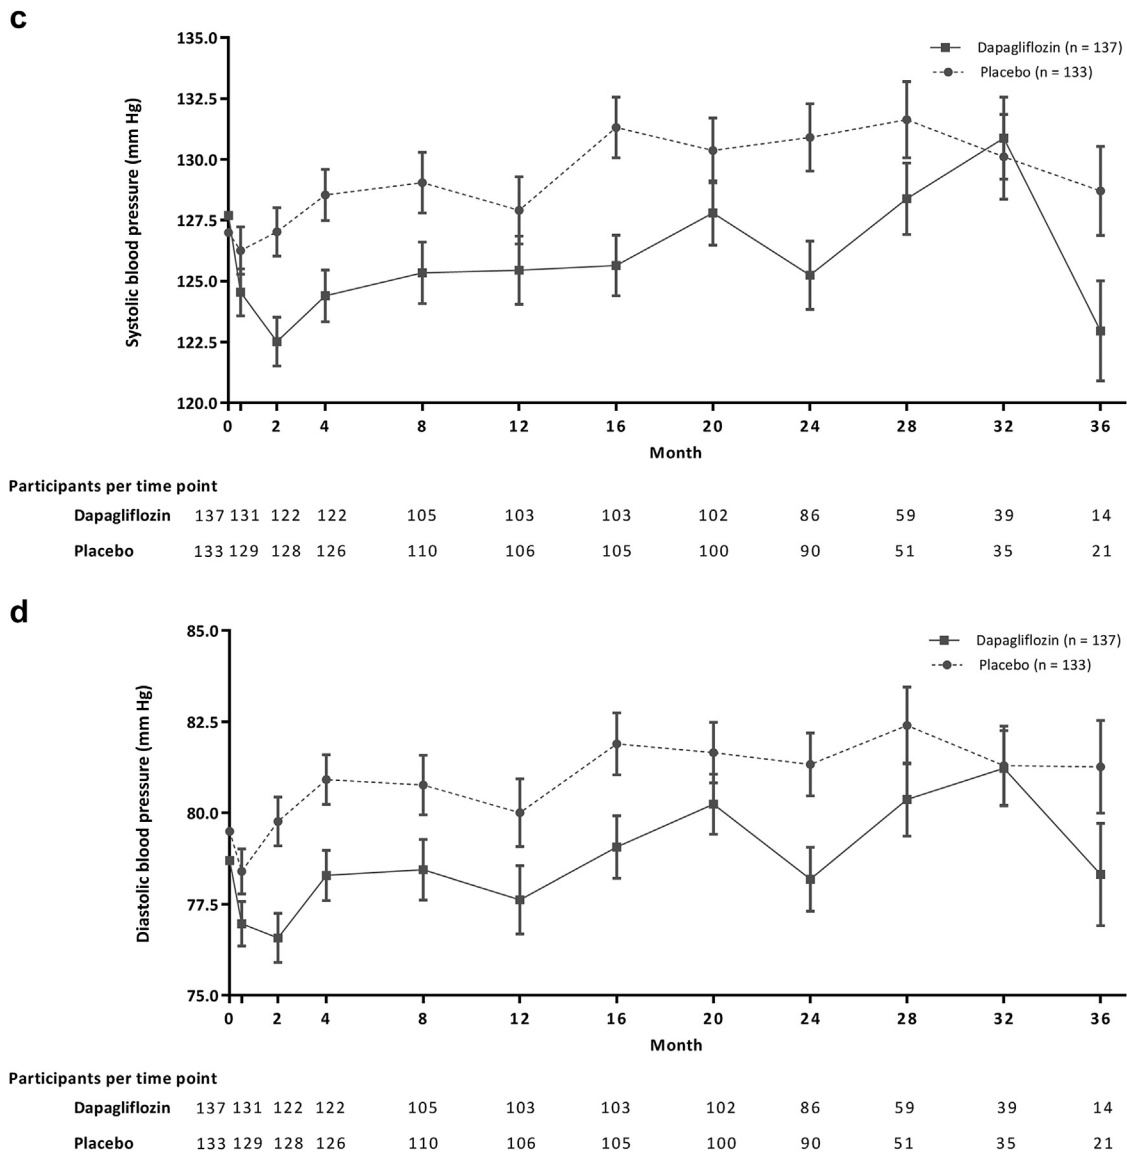 c
135.0
132.5
130.0
127.5
125.0
122.5
120.0
Systolic blood pressure (mm Hg)
Dapagliflozin (n = 137)
Placebo (n = 133)
0 2 4 8 12 16 20 24 28 32 36
Month
Participants per time point
Dapagliflozin 137 131 122 122 105 103 103 102 86 59 39 14
Placebo 133 129 128 126 110 106 105 100 90 51 35 21
d
85.0
82.5
80.0
77.5
75.0
Diastolic blood pressure (mm Hg)
Dapagliflozin (n = 137)
Placebo (n = 133)
0 2 4 8 12 16 20 24 28 32 36
Month
Participants per time point
Dapagliflozin 137 131 122 122 105 103 103 102 86 59 39 14
Placebo 133 129 128 126 110 106 105 100 90 51 35 21